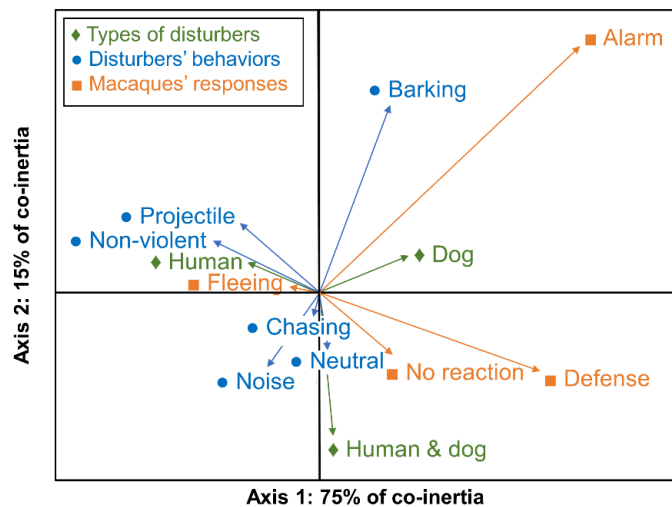 Types of disturbers
Disturbers' behaviors
Macaques' responses
Alarm
Barking
Projectile
Non-violent
Human
Dog
Fleeing
Chasing
Neutral
No reaction
Defense
Noise
Human & dog
Axis 2: 15% of co-inertia
Axis 1: 75% of co-inertia